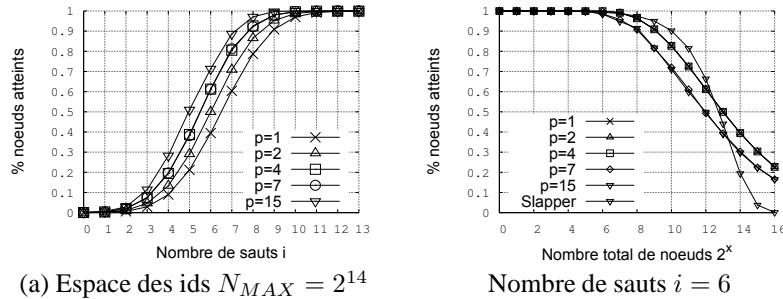 % noeuds atteints
1
0.9
0.8
0.7
0.6
0.5
0.4
0.3
0.2
0.1
0
p=1
p=2
p=4
p=7
p=15
0 1 2 3 4 5 6 7 8 9 10 11 12 13
Nombre de sauts i
(a) Espace des ids N_MAX = 2^14
% noeuds atteints
1
0.9
0.8
0.7
0.6
0.5
0.4
0.3
0.2
0.1
0
p=1
p=2
p=4
p=7
p=15
Slapper
0 2 4 6 8 10 12 14 16
Nombre total de noeuds 2^x
Nombre de sauts i = 6